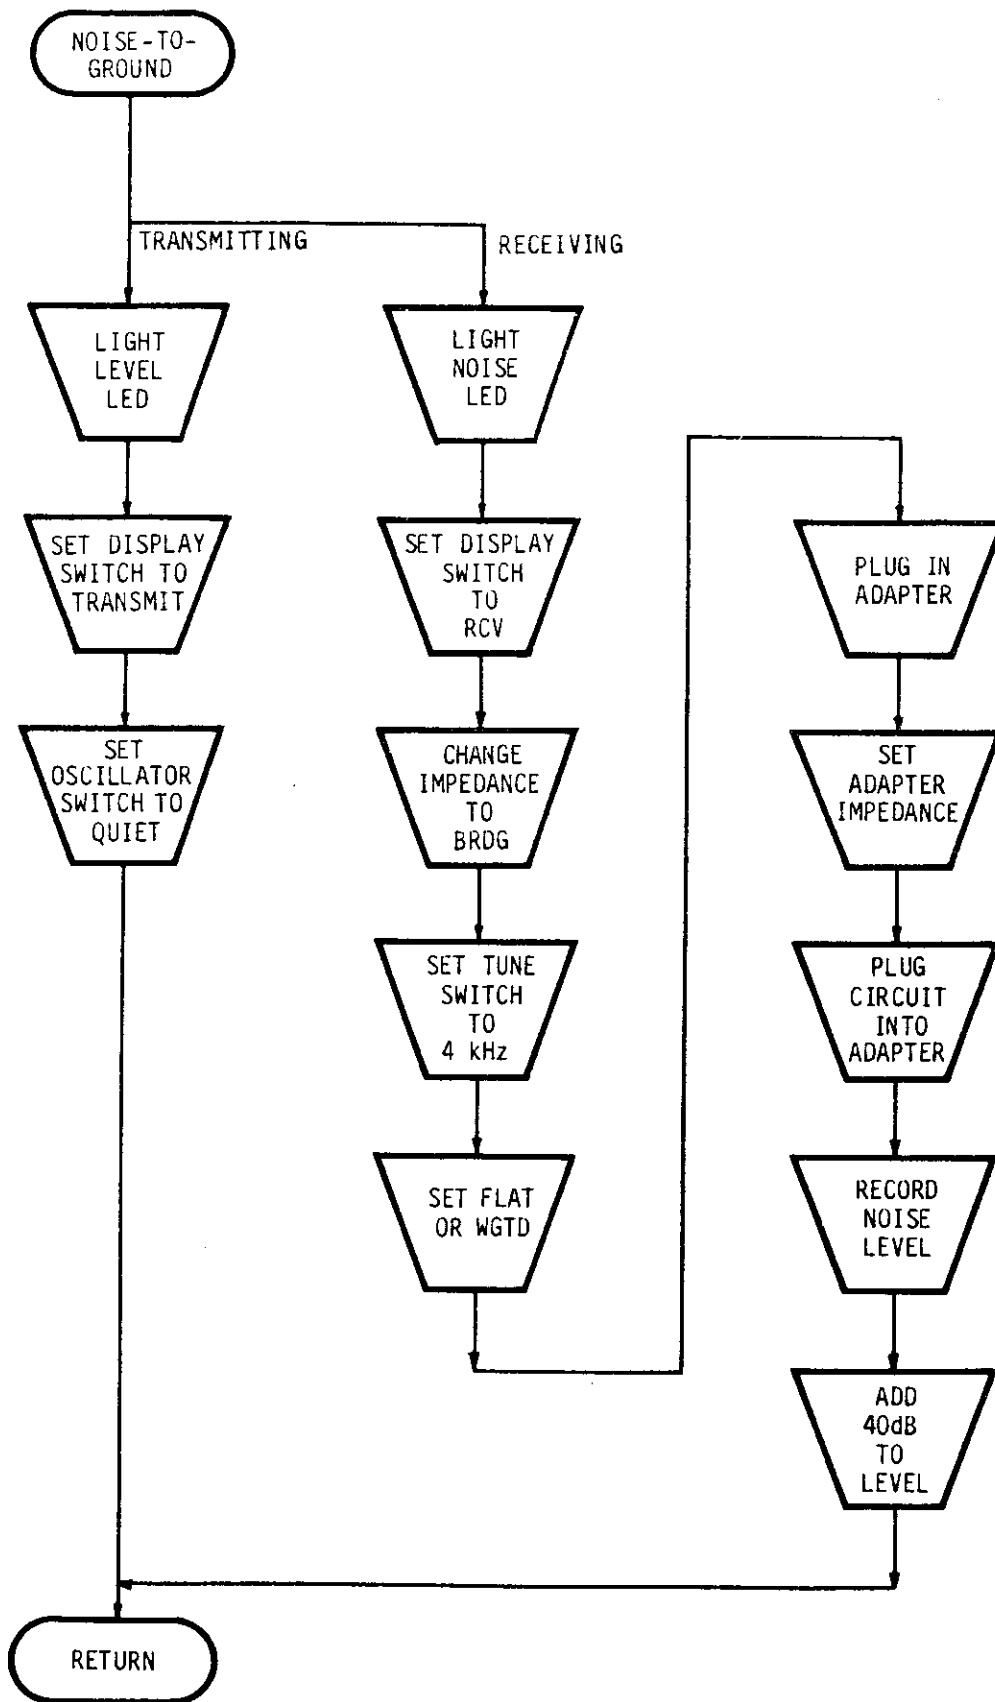 NOISE-TO-
GROUND
TRANSMITTING
LIGHT
LEVEL
LED
SET DISPLAY
SWITCH TO
TRANSMIT
SET
OSCILLATOR
SWITCH TO
QUIET
RECEIVING
LIGHT
NOISE
LED
SET DISPLAY
SWITCH
TO
RCV
CHANGE
IMPEDANCE
TO
BRDG
SET TUNE
SWITCH
TO
4 kHz
SET FLAT
OR WGTD
PLUG IN
ADAPTER
SET
ADAPTER
IMPEDANCE
PLUG
CIRCUIT
INTO
ADAPTER
RECORD
NOISE
LEVEL
ADD
40dB
TO
LEVEL
RETURN